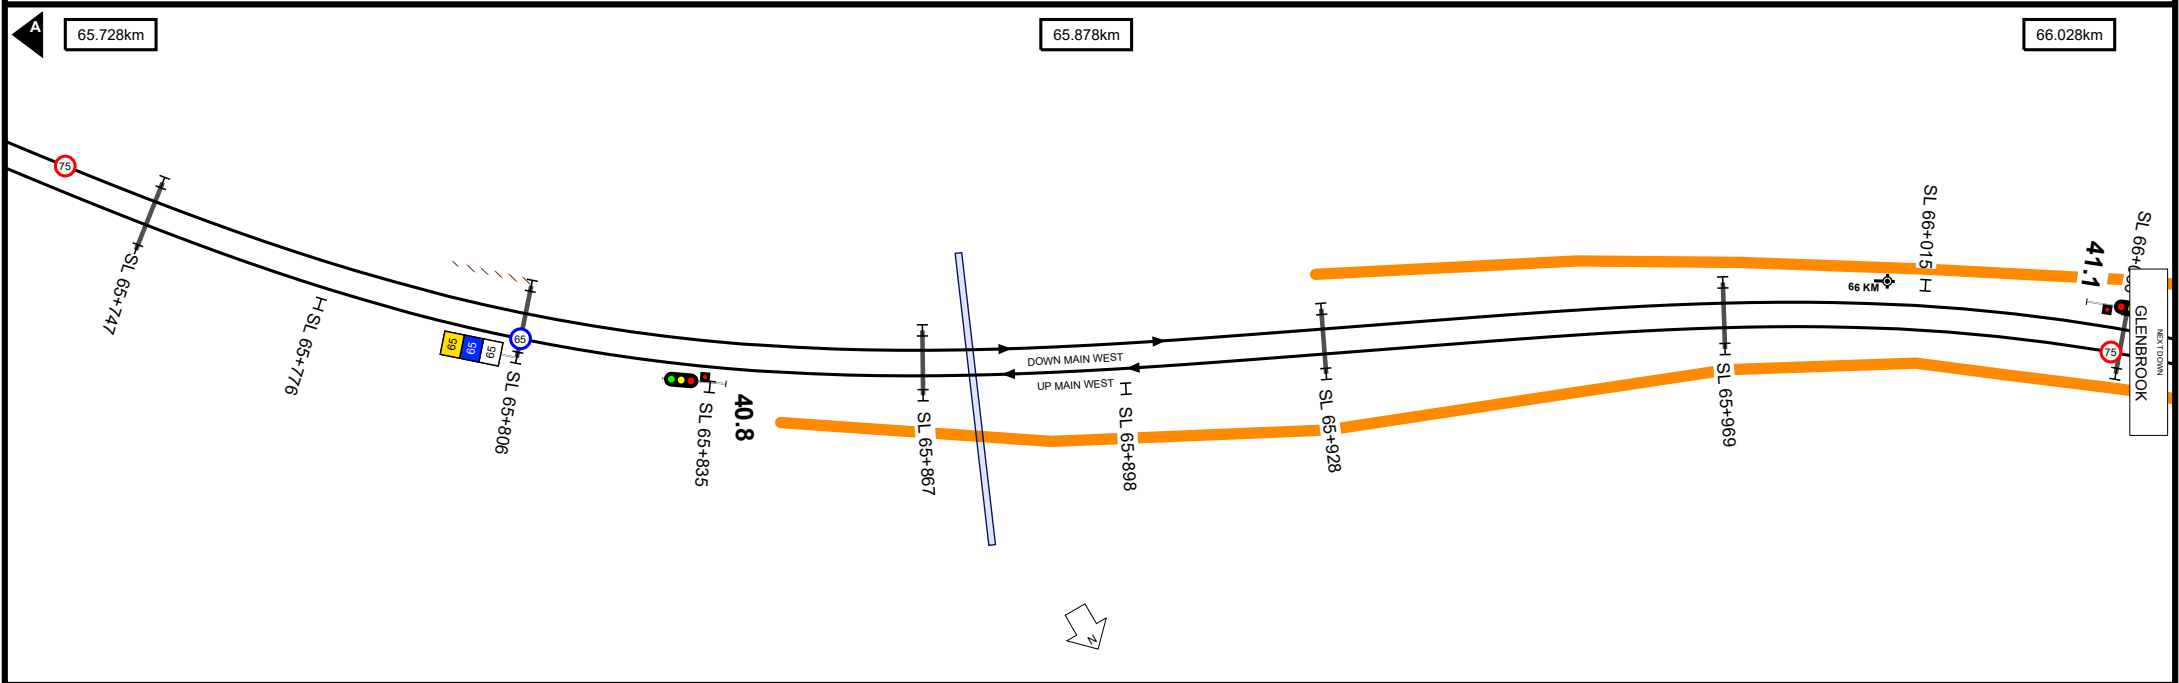 A
65.728km
65.878km
66.028km
75
SL 65+747
SL 65+776
65 65 65
65
SL 65+806
SL 65+835
40.8
SL 65+867
DOWN MAIN WEST
UP MAIN WEST
SL 65+898
SL 65+928
SL 65+969
66 KM
SL 66+015
41.1
75
GLENBROOK
NEXT DOWN
N